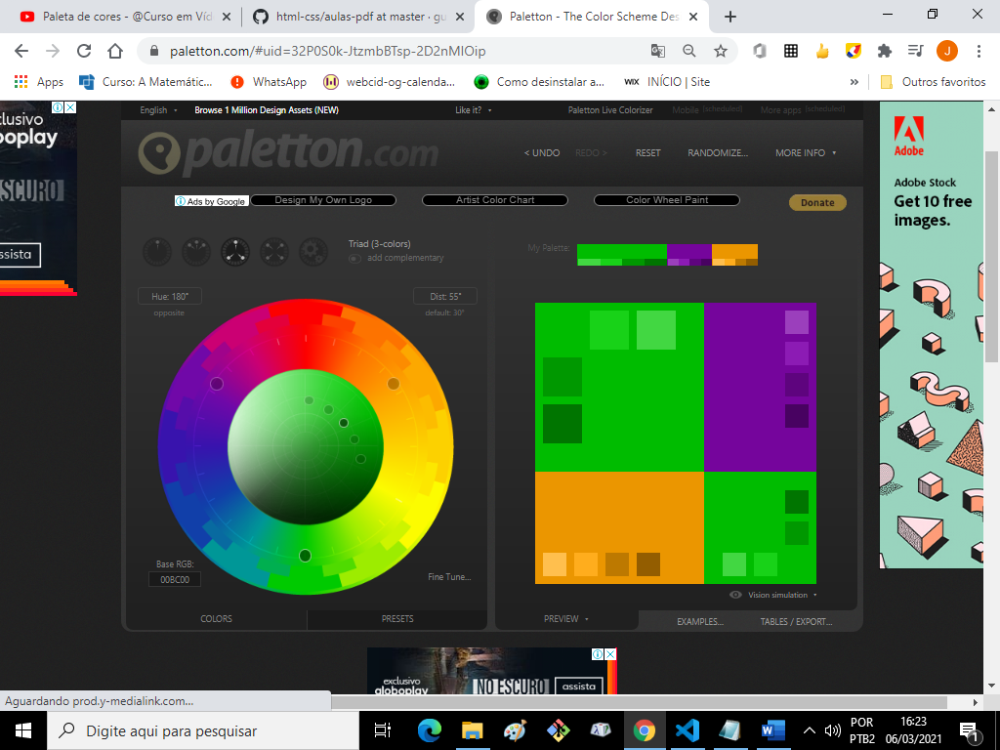 Paleta de cores - @Curso em Víd
html-css/aulas-pdf at master · gu
Paletton - The Color Scheme Des
paletton.com/#uid=32P0S0k-JtzmbBTsp-2D2nMIOip
J
Apps
Curso: A Matemátic...
WhatsApp
webcid-og-calenda...
Como desinstalar a...
WIX
INÍCIO | Site
»
Outros favoritos
English
Browse 1 Million Design Assets (NEW)
Like it?
Paletton Live Colorizer
Mobile (scheduled)
More apps (scheduled)
paletton.com
< UNDO
REDO >
RESET
RANDOMIZE...
MORE INFO
Ads by Google
Design My Own Logo
Artist Color Chart
Color Wheel Paint
Donate
Triad (3-colors)
add complementary
My Palette:
Hue: 180°
opposite
Dist: 55°
default: 30°
Base RGB:
00BC00
Fine Tune...
COLORS
PRESETS
Vision simulation
PREVIEW
EXAMPLES...
TABLES / EXPORT...
clusivo
oboplay
ESCURO
ssista
Adobe
Adobe Stock
Get 10 free
images.
exclusivo
globoplay
NO ESCURO
assista
Aguardando prod.y-medialink.com...
Digite aqui para pesquisar
POR
PTB2
16:23
06/03/2021
1